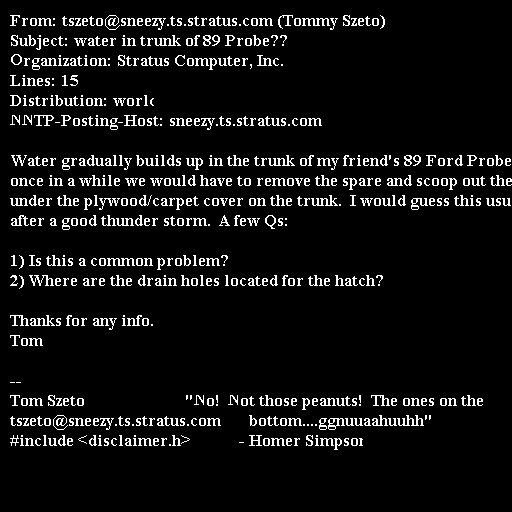 From: tszeto@sneezy.ts.stratus.com (Tommy Szeto)
Subject: water in trunk of 89 Probe??
Organization: Stratus Computer, Inc.
Lines: 15
Distribution: world
NNTP-Posting-Host: sneezy.ts.stratus.com

Water gradually builds up in the trunk of my friend's 89 Ford Probe
once in a while we would have to remove the spare and scoop out the
under the plywood/carpet cover on the trunk.  I would guess this usu
after a good thunder storm.  A few Qs:

1) Is this a common problem?
2) Where are the drain holes located for the hatch?

Thanks for any info.
Tom

--
Tom Szeto                         "No!  Not those peanuts!  The ones on the
tszeto@sneezy.ts.stratus.com       bottom....ggnuuaahuuhh"
#include <disclaimer.h>            - Homer Simpson